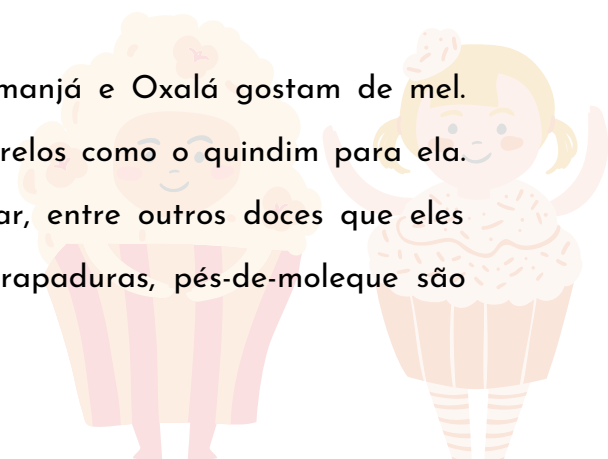 manjá e Oxalá gostam de mel.
relos como o quindim para ela.
ar, entre outros doces que eles
rapaduras, pés-de-moleque são